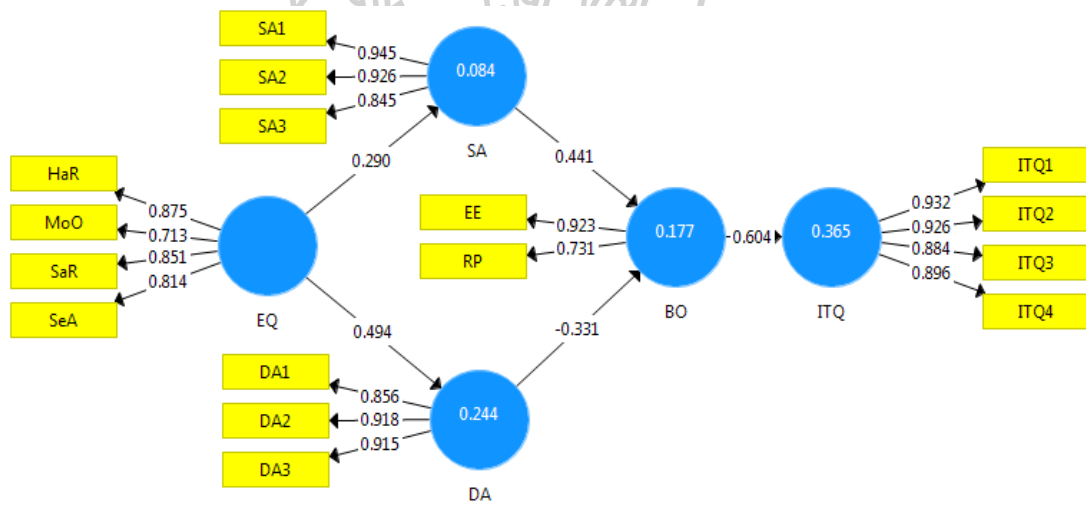 SA1
SA2
SA3
0.945
0.926
0.845
0.084
SA
0.290
0.441
HaR
MoO
SaR
SeA
0.875
0.713
0.851
0.814
EQ
EE
RP
0.923
0.731
0.177
BO
0.604
0.365
ITQ
0.932
0.926
0.884
0.896
ITQ1
ITQ2
ITQ3
ITQ4
0.494
-0.331
DA1
DA2
DA3
0.856
0.918
0.915
0.244
DA